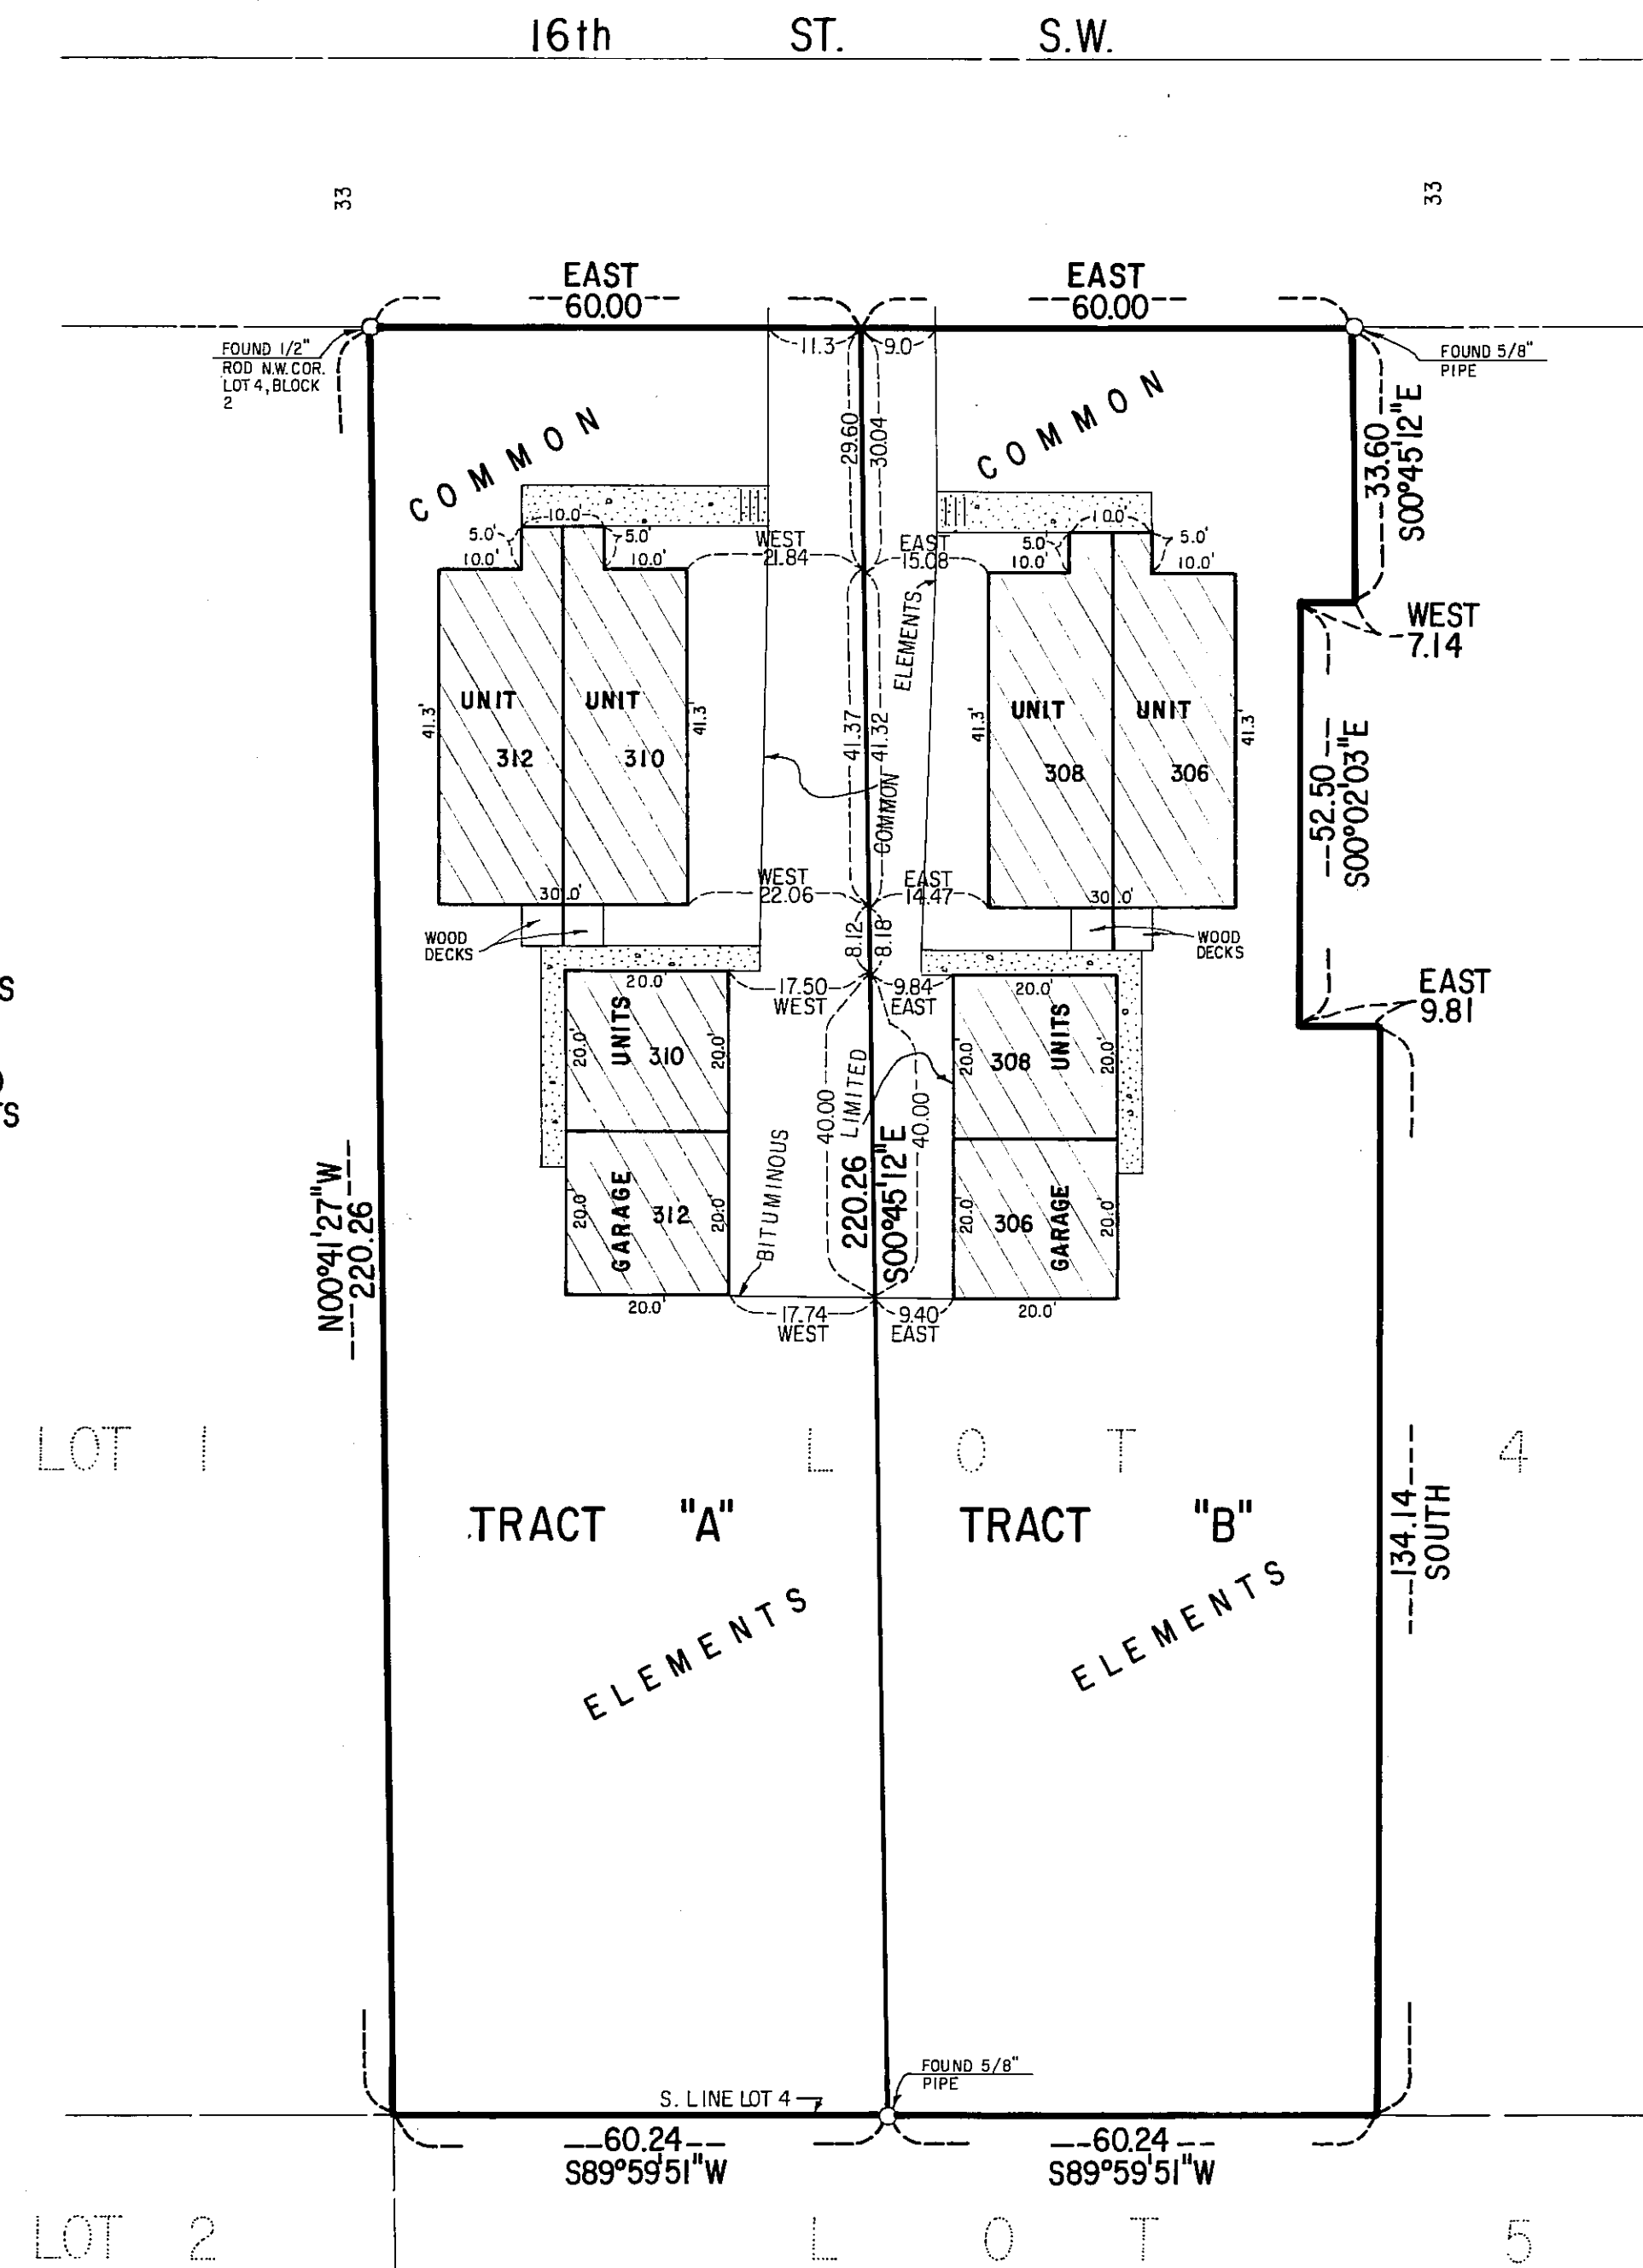 16th ST. S.W.
33
33
EAST
--60.00--
EAST
--60.00--
FOUND 1/2"
ROD N.W. COR.
LOT 4, BLOCK
2
FOUND 5/8"
PIPE
11.3
9.0
COMMON
COMMON
29.60
30.04
33.60
S00°45'12"E
10.0'
5.0'
5.0'
10.0'
10.0'
WEST
21.84
EAST
15.08
10.0'
5.0'
5.0'
10.0'
10.0'
WEST
7.14
ELEMENTS
UNIT
312
UNIT
310
41.3'
41.3'
41.37
41.32
COMMON
UNIT
308
UNIT
306
41.3'
41.3'
--52.50--
S00°02'03"E
30.0'
WEST
22.06
EAST
14.47
30.0'
WOOD
DECKS
8.12
8.18
WOOD
DECKS
S
TS
20.0'
17.50
WEST
9.84
EAST
20.0'
EAST
9.81
20.0'
UNITS
310
20.0'
20.0'
308
UNITS
20.0'
40.00
LIMITED
40.00
BITUMINOUS
220.26
S00°45'12"E
20.0'
GARAGE
312
20.0'
20.0'
306
GARAGE
20.0'
20.0'
17.74
WEST
9.40
EAST
20.0'
N00°41'27"W
220.26
LOT 1
LOT 4
TRACT "A"
TRACT "B"
134.14
SOUTH
ELEMENTS
ELEMENTS
FOUND 5/8"
PIPE
S. LINE LOT 4
--60.24--
S89°59'51"W
--60.24--
S89°59'51"W
LOT 2
LOT 5